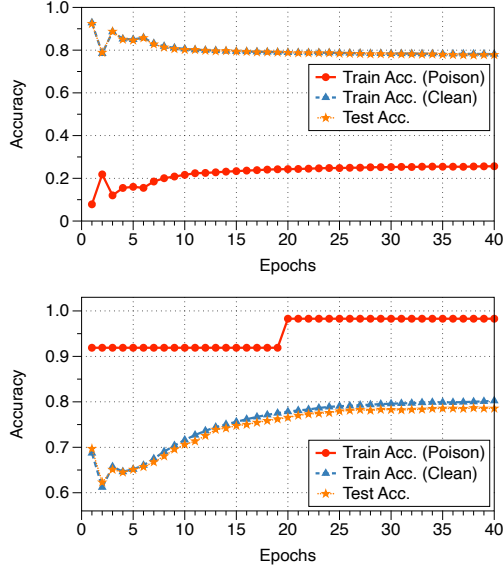 1.0
0.8
0.6
0.4
0.2
0
Accuracy
Train Acc. (Poison)
Train Acc. (Clean)
Test Acc.
0 5 10 15 20 25 30 35 40
Epochs
1.0
0.9
0.8
0.7
0.6
Accuracy
Train Acc. (Poison)
Train Acc. (Clean)
Test Acc.
0 5 10 15 20 25 30 35 40
Epochs